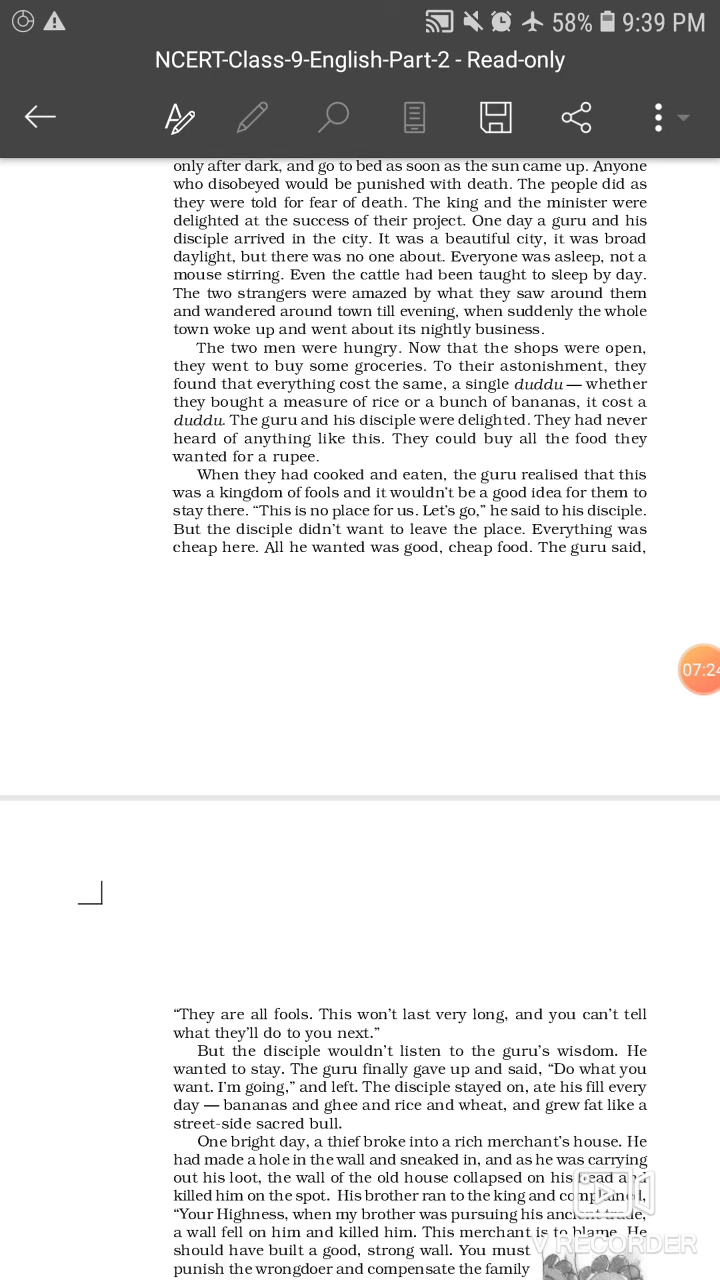 58% 9:39 PM
NCERT-Class-9-English-Part-2 - Read-only
only after dark, and go to bed as soon as the sun came up. Anyone
who disobeyed would be punished with death. The people did as
they were told for fear of death. The king and the minister were
delighted at the success of their project. One day a guru and his
disciple arrived in the city. It was a beautiful city, it was broad
daylight, but there was no one about. Everyone was asleep, not a
mouse stirring. Even the cattle had been taught to sleep by day.
The two strangers were amazed by what they saw around them
and wandered around town till evening, when suddenly the whole
town woke up and went about its nightly business.
The two men were hungry. Now that the shops were open,
they went to buy some groceries. To their astonishment, they
found that everything cost the same, a single duddu — whether
they bought a measure of rice or a bunch of bananas, it cost a
duddu. The guru and his disciple were delighted. They had never
heard of anything like this. They could buy all the food they
wanted for a rupee.
When they had cooked and eaten, the guru realised that this
was a kingdom of fools and it wouldn't be a good idea for them to
stay there. “This is no place for us. Let's go,” he said to his disciple.
But the disciple didn't want to leave the place. Everything was
cheap here. All he wanted was good, cheap food. The guru said,
07:24
“They are all fools. This won't last very long, and you can't tell
what they'll do to you next.”
But the disciple wouldn't listen to the guru's wisdom. He
wanted to stay. The guru finally gave up and said, “Do what you
want. I'm going,” and left. The disciple stayed on, ate his fill every
day — bananas and ghee and rice and wheat, and grew fat like a
street-side sacred bull.
One bright day, a thief broke into a rich merchant's house. He
had made a hole in the wall and sneaked in, and as he was carrying
out his loot, the wall of the old house collapsed on his head and
killed him on the spot. His brother ran to the king and complained,
“Your Highness, when my brother was pursuing his ancient trade,
a wall fell on him and killed him. This merchant is to blame. He
should have built a good, strong wall. You must
punish the wrongdoer and compensate the family
V RECORDER